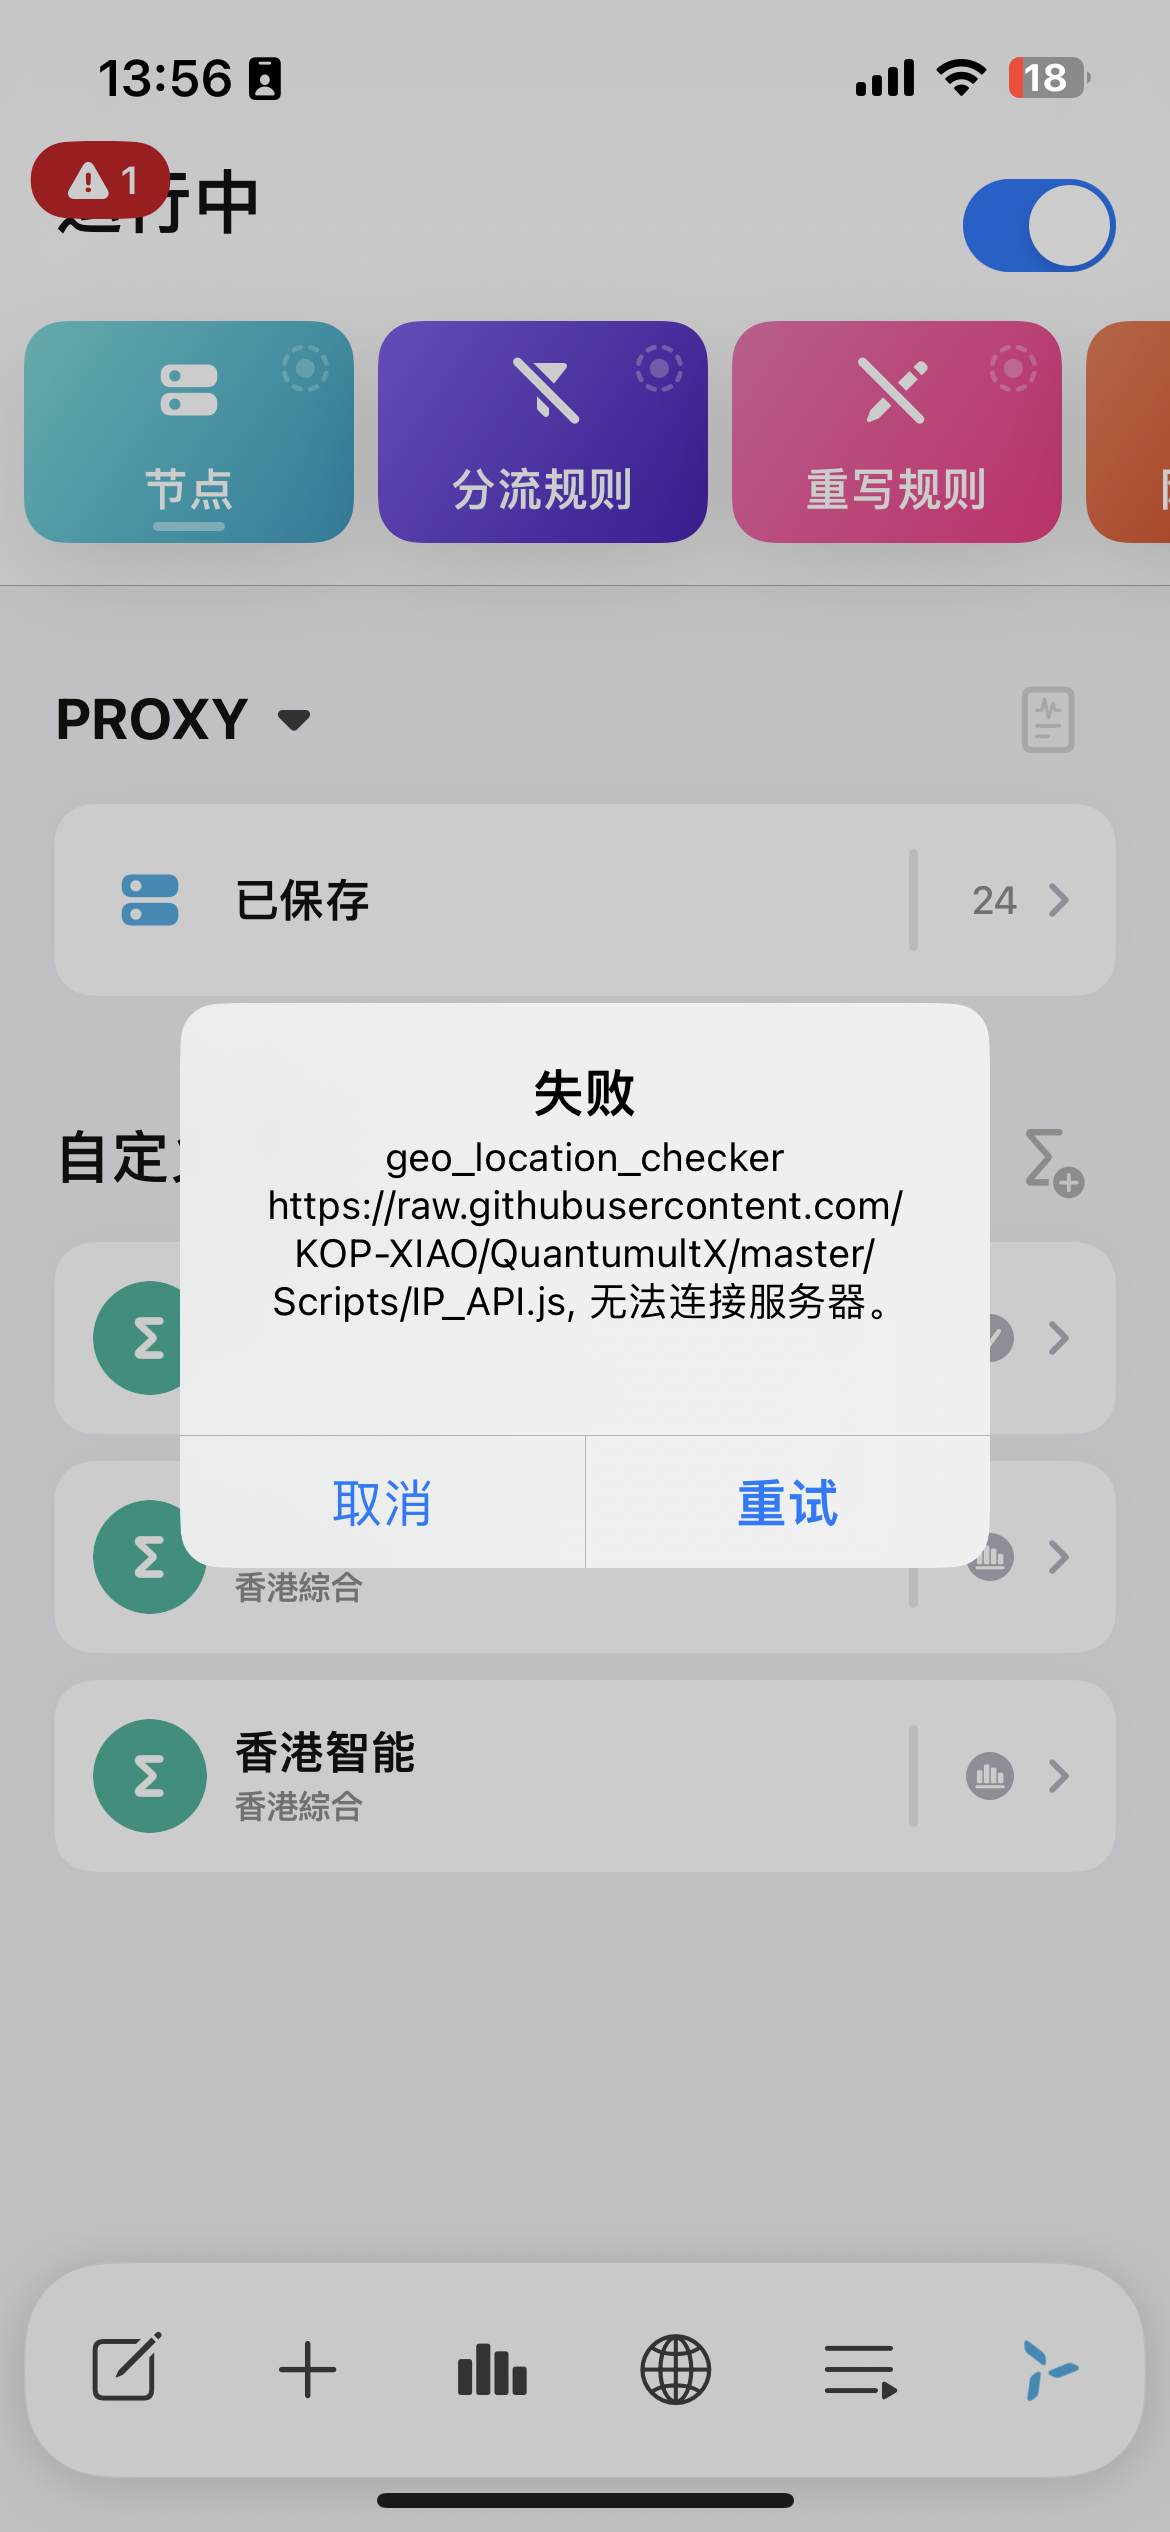 13:56
18
1
行中
节点
分流规则
重写规则
PROXY
已保存
24
自定
失败
geo_location_checker
https://raw.githubusercontent.com/
KOP-XIAO/QuantumultX/master/
Scripts/IP_API.js, 无法连接服务器。
取消
重试
香港綜合
香港智能
香港綜合